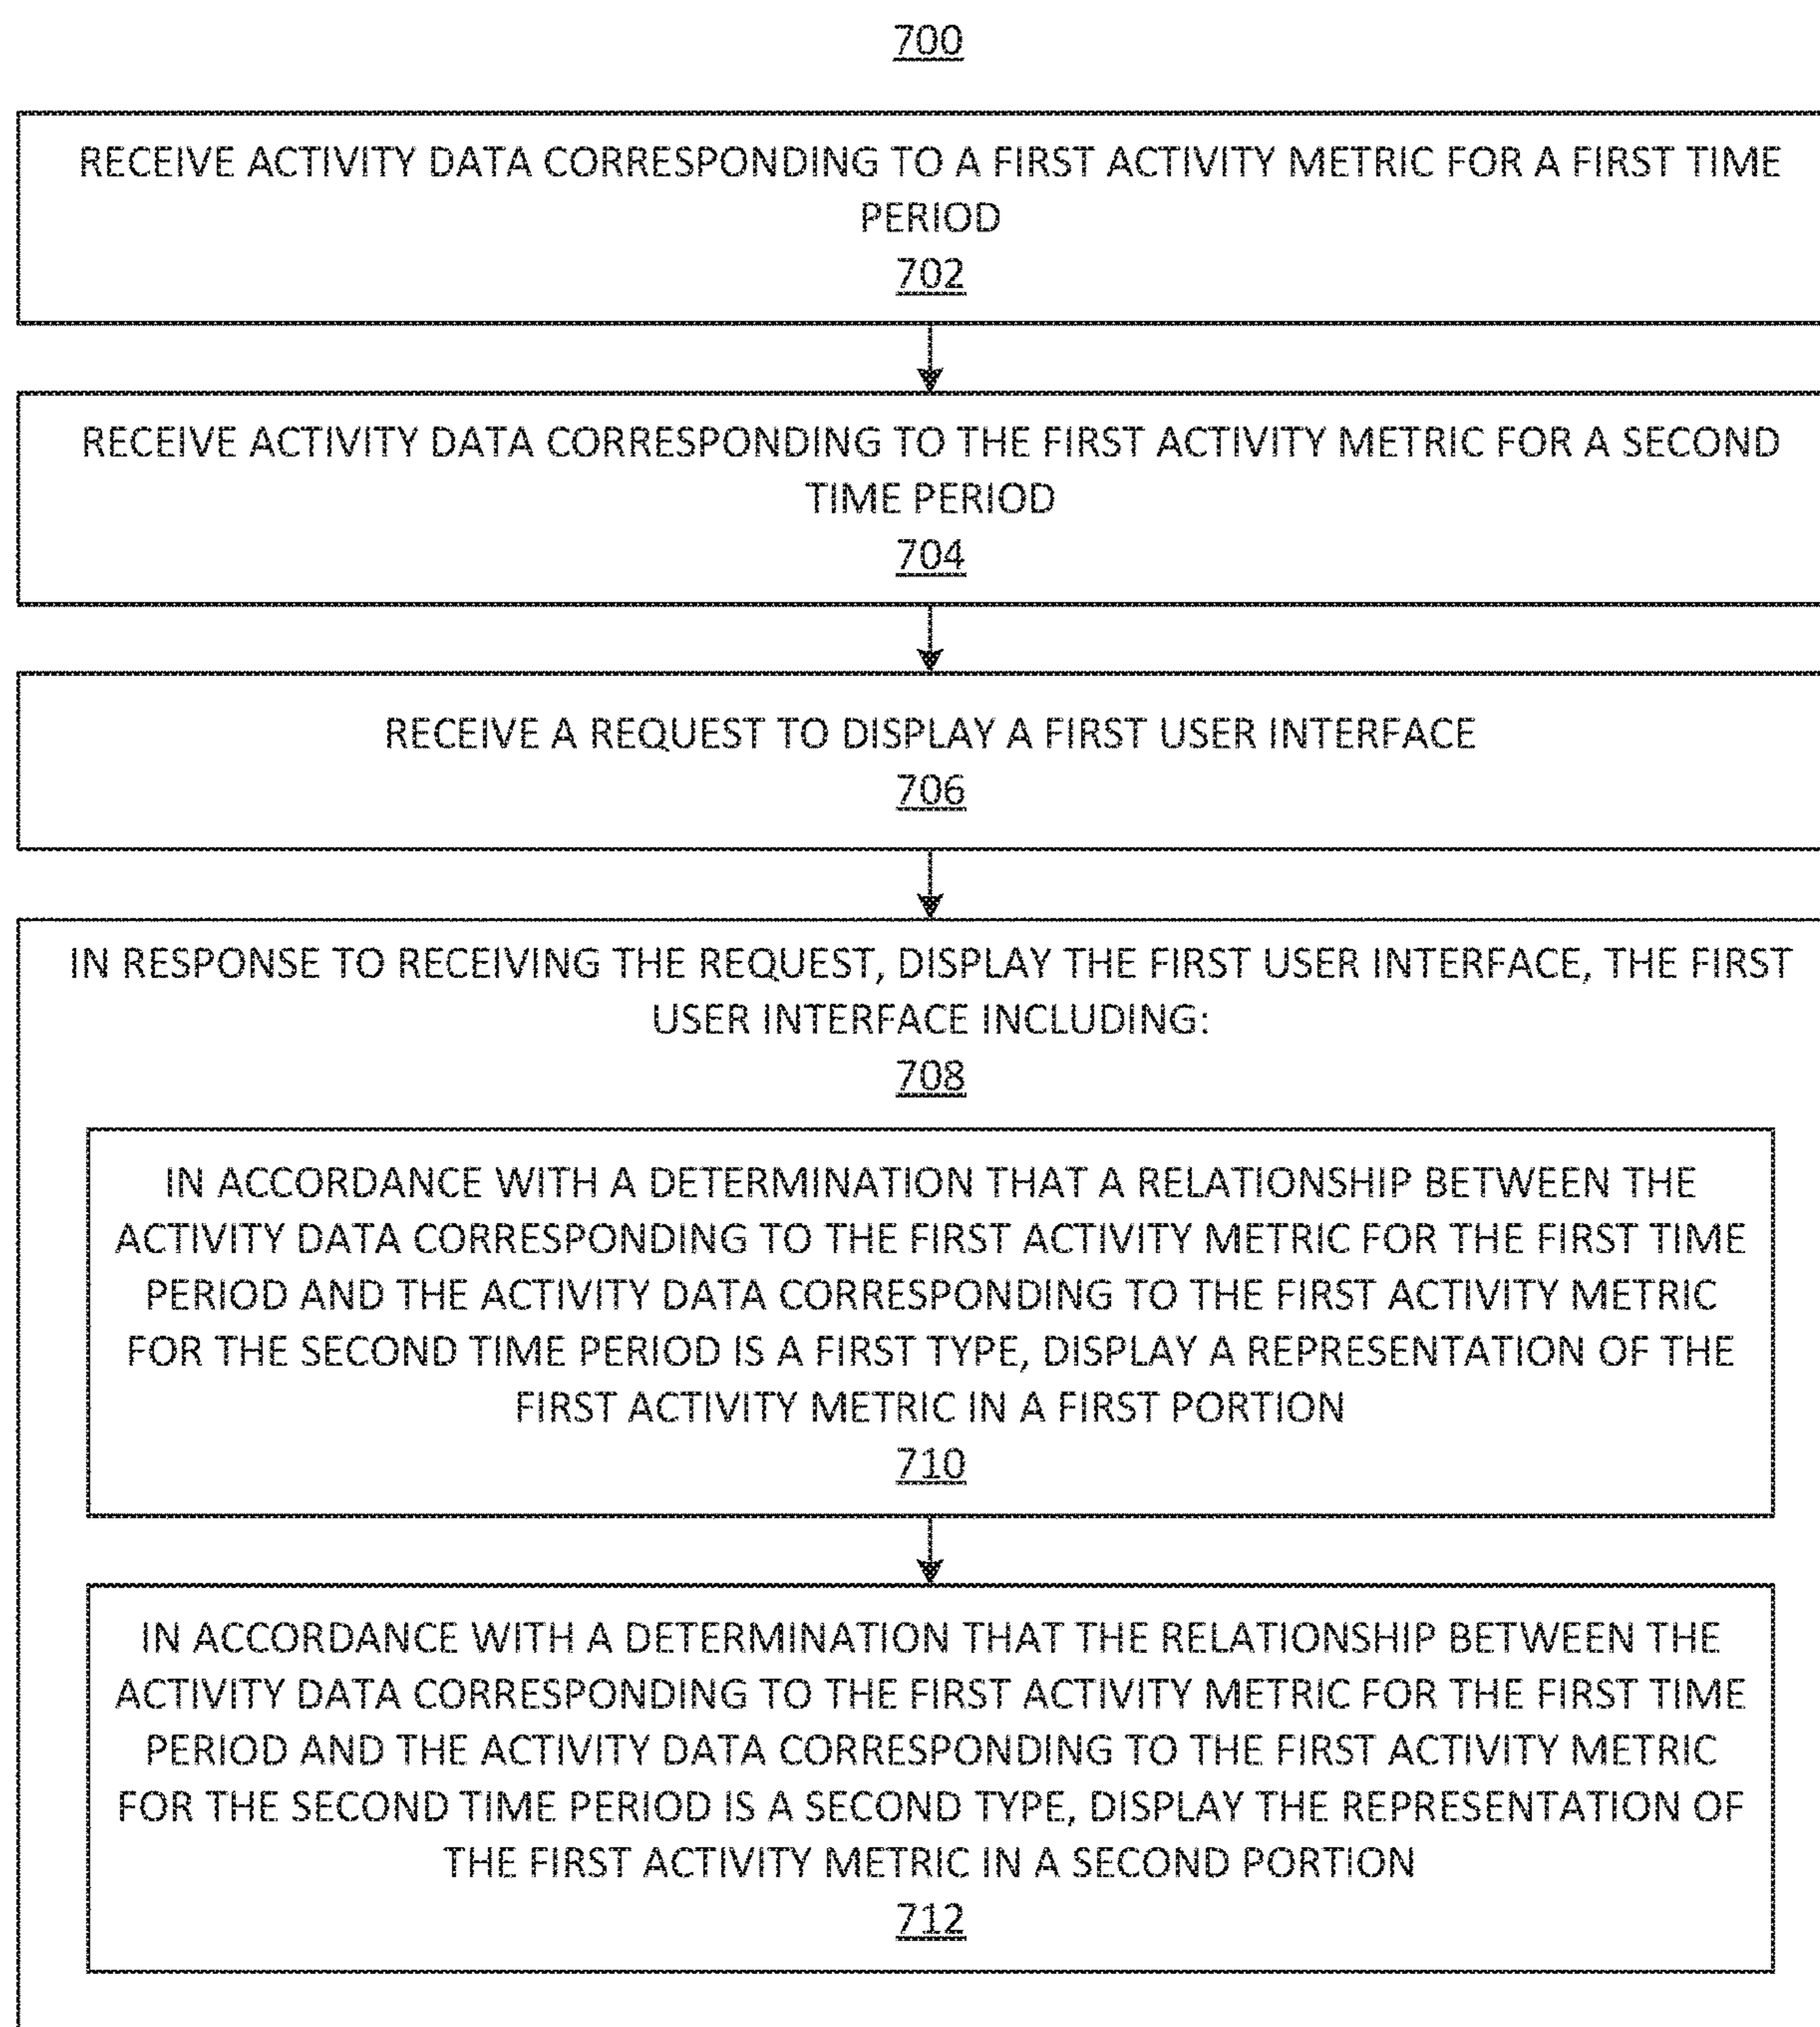 700
RECEIVE ACTIVITY DATA CORRESPONDING TO A FIRST ACTIVITY METRIC FOR A FIRST TIME
PERIOD
702
RECEIVE ACTIVITY DATA CORRESPONDING TO THE FIRST ACTIVITY METRIC FOR A SECOND
TIME PERIOD
704
RECEIVE A REQUEST TO DISPLAY A FIRST USER INTERFACE
706
IN RESPONSE TO RECEIVING THE REQUEST, DISPLAY THE FIRST USER INTERFACE, THE FIRST
USER INTERFACE INCLUDING:
708
IN ACCORDANCE WITH A DETERMINATION THAT A RELATIONSHIP BETWEEN THE
ACTIVITY DATA CORRESPONDING TO THE FIRST ACTIVITY METRIC FOR THE FIRST TIME
PERIOD AND THE ACTIVITY DATA CORRESPONDING TO THE FIRST ACTIVITY METRIC
FOR THE SECOND TIME PERIOD IS A FIRST TYPE, DISPLAY A REPRESENTATION OF THE
FIRST ACTIVITY METRIC IN A FIRST PORTION
710
IN ACCORDANCE WITH A DETERMINATION THAT THE RELATIONSHIP BETWEEN THE
ACTIVITY DATA CORRESPONDING TO THE FIRST ACTIVITY METRIC FOR THE FIRST TIME
PERIOD AND THE ACTIVITY DATA CORRESPONDING TO THE FIRST ACTIVITY METRIC
FOR THE SECOND TIME PERIOD IS A SECOND TYPE, DISPLAY THE REPRESENTATION OF
THE FIRST ACTIVITY METRIC IN A SECOND PORTION
712